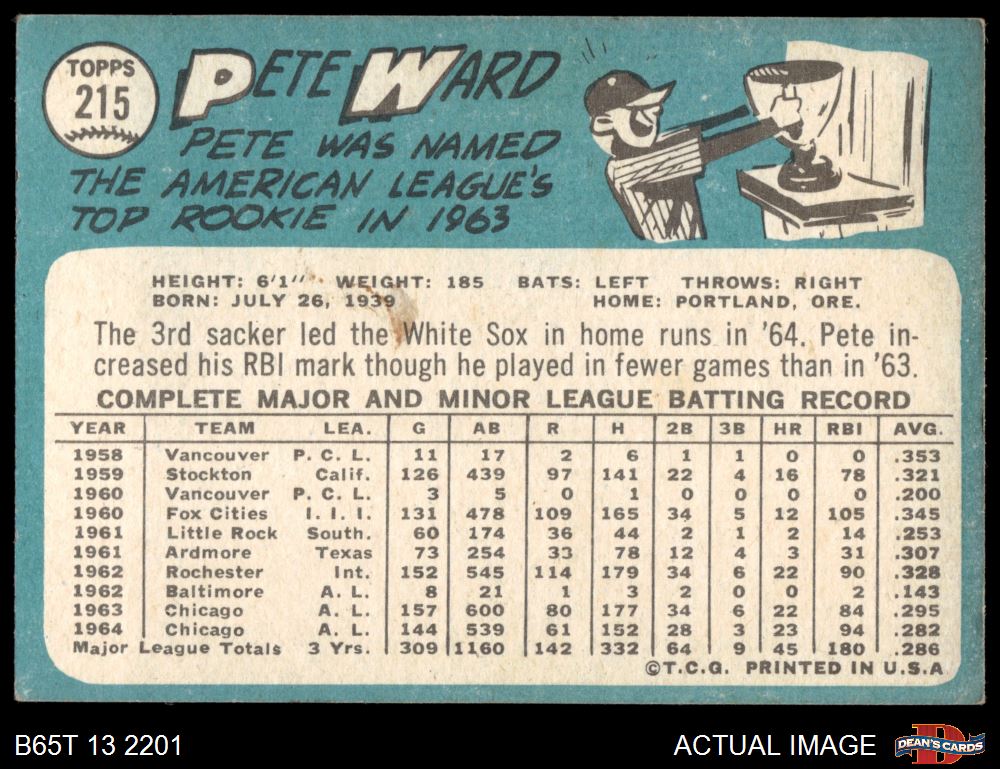 TOPPS
215
PETE WARD
PETE WAS NAMED
THE AMERICAN LEAGUE'S
TOP ROOKIE IN 1963
HEIGHT: 6'1" WEIGHT: 185 BATS: LEFT THROWS: RIGHT
BORN: JULY 26, 1939 HOME: PORTLAND, ORE.
The 3rd sacker led the White Sox in home runs in '64. Pete in-
creased his RBI mark though he played in fewer games than in '63.
COMPLETE MAJOR AND MINOR LEAGUE BATTING RECORD
YEAR TEAM LEA. G AB R H 2B 3B HR RBI AVG.
1958 Vancouver P. C. L. 11 17 2 6 1 1 0 0 .353
1959 Stockton Calif. 126 439 97 141 22 4 16 78 .321
1960 Vancouver P. C. L. 3 5 0 1 0 0 0 0 .200
1960 Fox Cities I. I. I. 131 478 109 165 34 5 12 105 .345
1961 Little Rock South. 60 174 36 44 2 1 2 14 .253
1961 Ardmore Texas 73 254 33 78 12 4 3 31 .307
1962 Rochester Int. 152 545 114 179 34 6 22 90 .328
1962 Baltimore A. L. 8 21 1 3 2 0 0 2 .143
1963 Chicago A. L. 157 600 80 177 34 6 22 84 .295
1964 Chicago A. L. 144 539 61 152 28 3 23 94 .282
Major League Totals 3 Yrs. 309 1160 142 332 64 9 45 180 .286
©T.C.G. PRINTED IN U.S.A
B65T 13 2201
ACTUAL IMAGE
D
DEAN'S CARDS